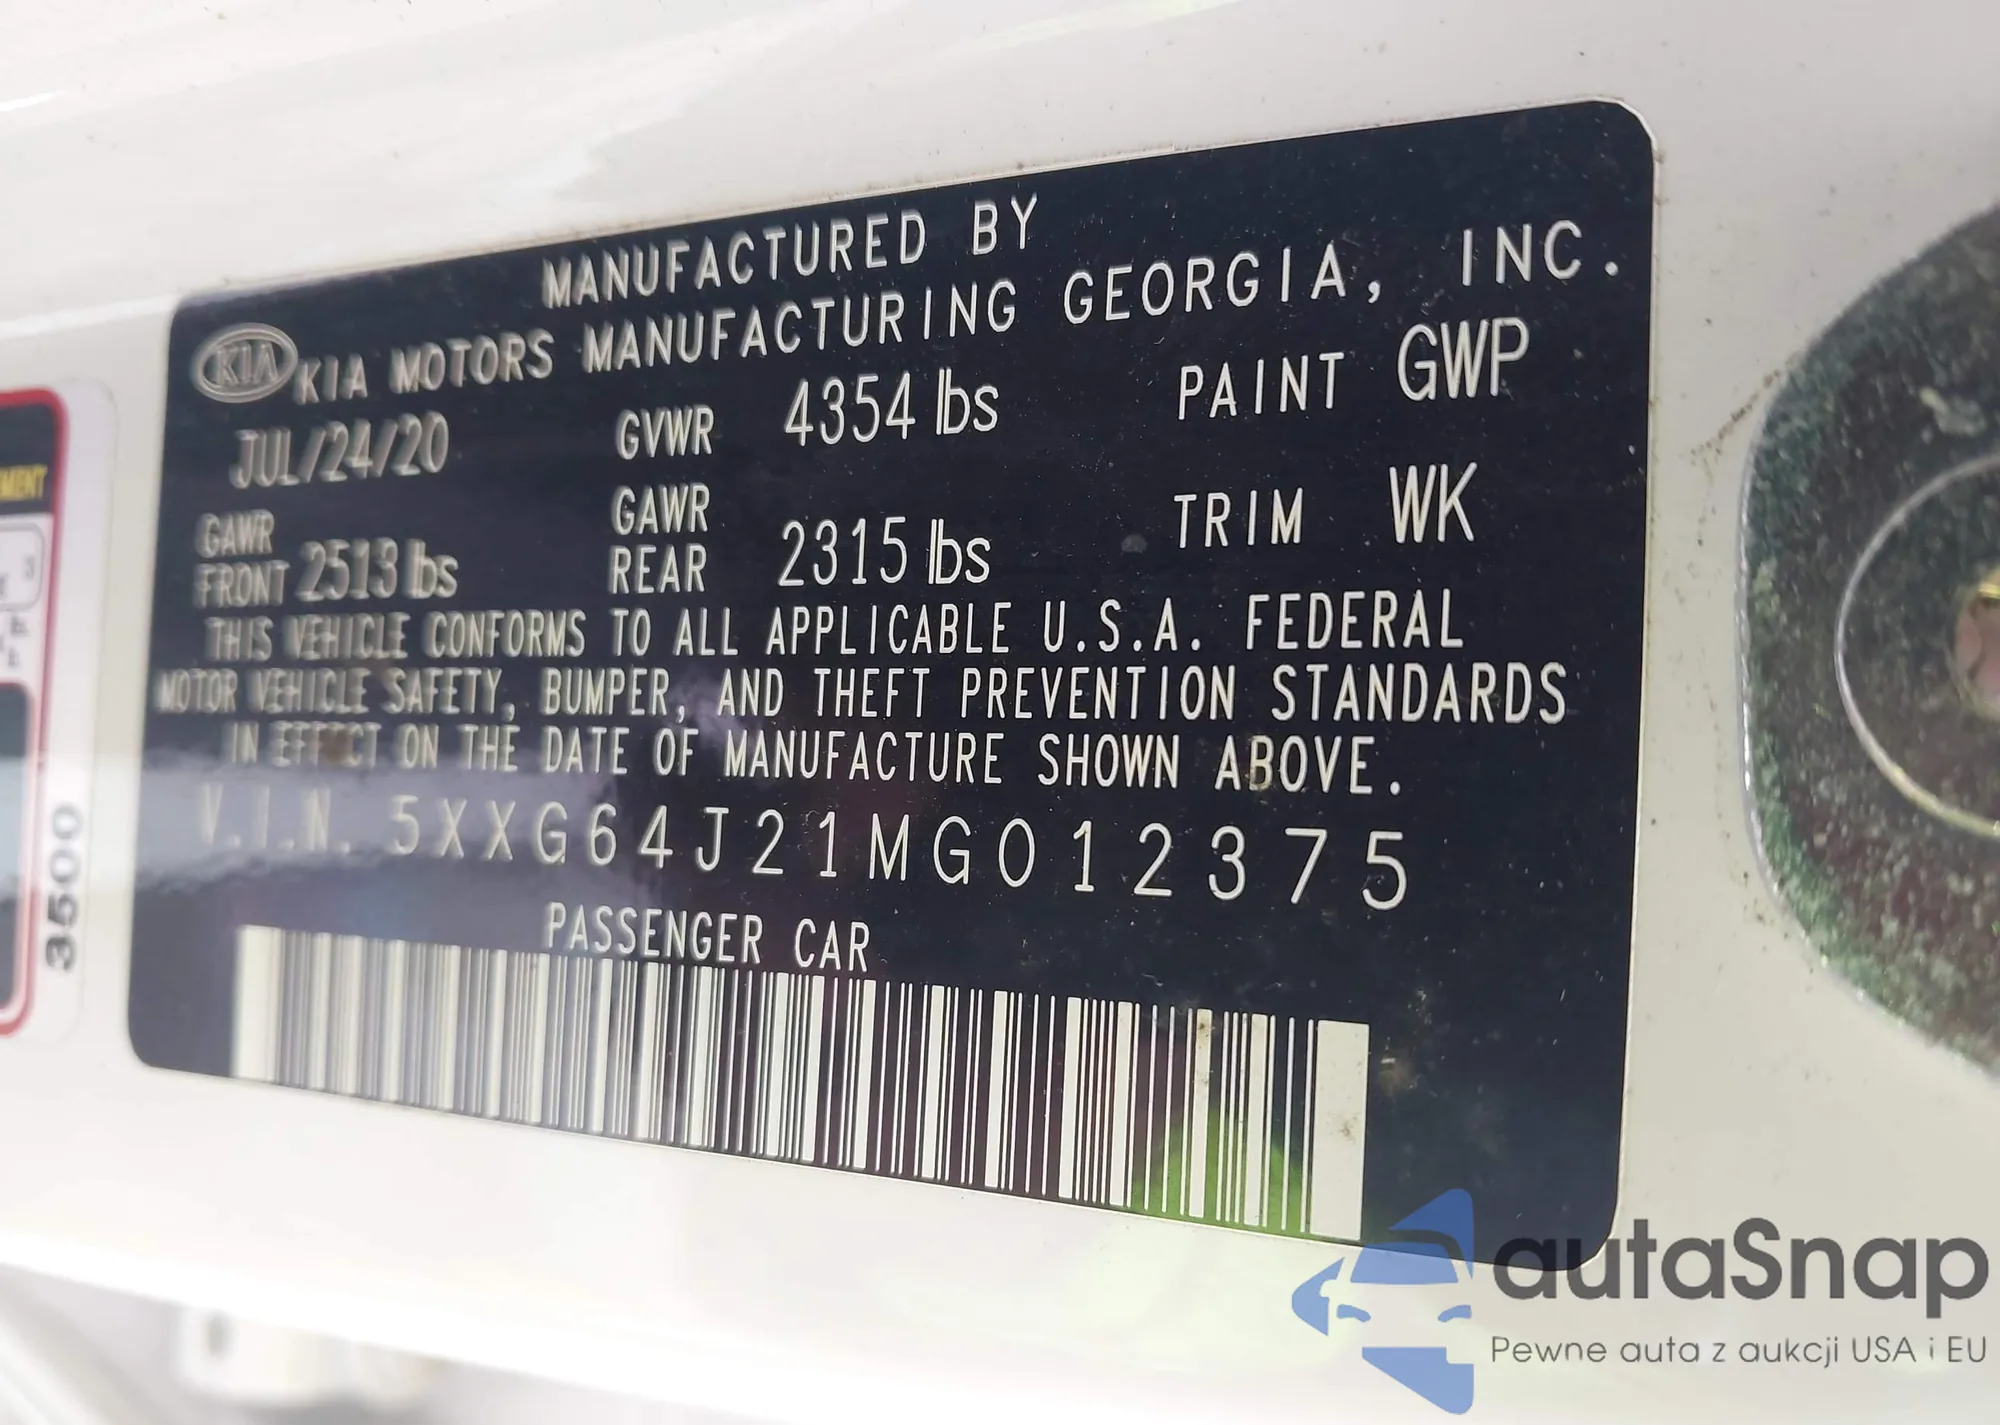 MANUFACTURED BY
KIA KIA MOTORS MANUFACTURING GEORGIA, INC.
JUL/24/20 GVWR 4354 lbs PAINT GWP
GAWR FRONT 2513 lbs GAWR REAR 2315 lbs TRIM WK
THIS VEHICLE CONFORMS TO ALL APPLICABLE U.S.A. FEDERAL
MOTOR VEHICLE SAFETY, BUMPER, AND THEFT PREVENTION STANDARDS
IN EFFECT ON THE DATE OF MANUFACTURE SHOWN ABOVE.
V.I.N. 5XXG64J21MG012375
PASSENGER CAR
3500
autaSnap
Pewne auta z aukcji USA i EU